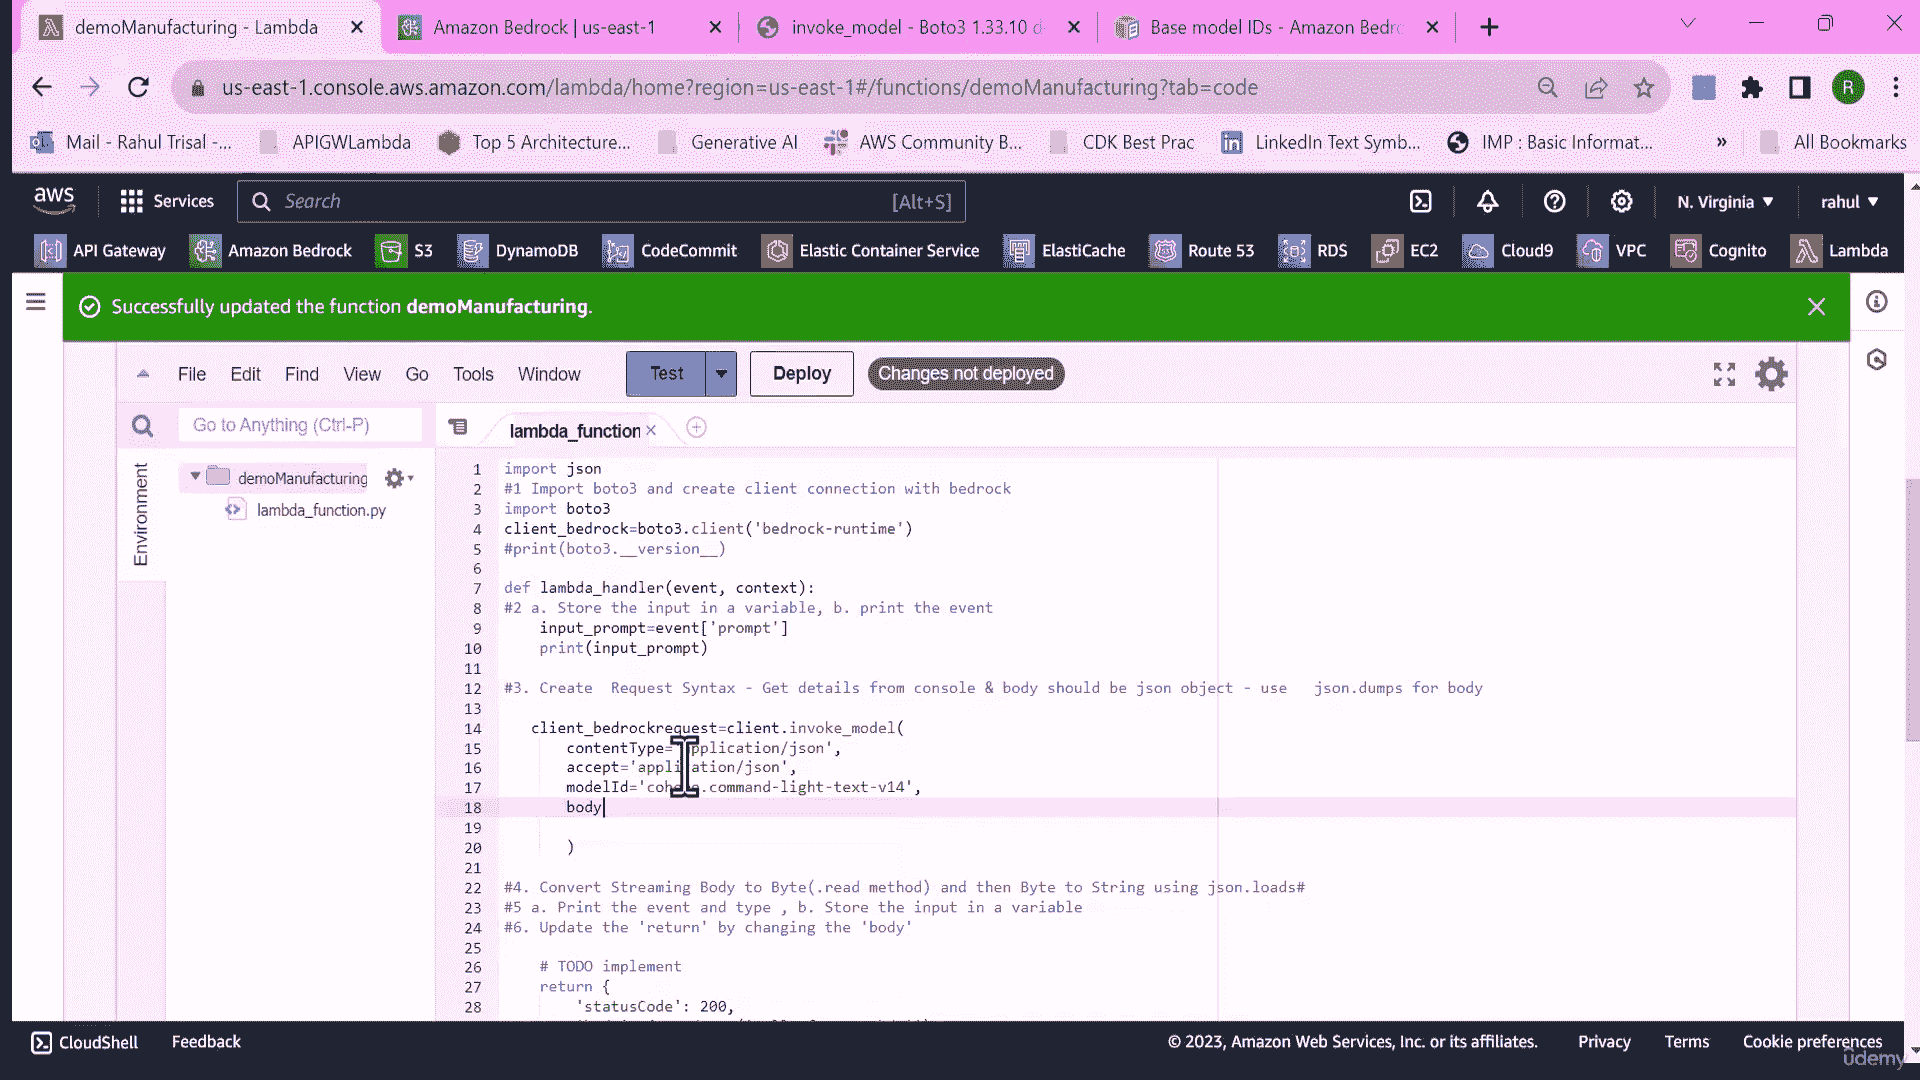 demoManufacturing - Lambda
Amazon Bedrock | us-east-1
invoke_model - Boto3 1.33.10 d
Base model IDs - Amazon Bedro
us-east-1.console.aws.amazon.com/lambda/home?region=us-east-1#/functions/demoManufacturing?tab=code
R
Mail - Rahul Trisal -...
APIGWLambda
Top 5 Architecture...
Generative AI
AWS Community B...
CDK Best Prac
LinkedIn Text Symb...
IMP : Basic Informat...
»
All Bookmarks
aws
Services
Search
[Alt+S]
N. Virginia ▼
rahul ▼
API Gateway
Amazon Bedrock
S3
DynamoDB
CodeCommit
Elastic Container Service
ElastiCache
Route 53
RDS
EC2
Cloud9
VPC
Cognito
Lambda
Successfully updated the function demoManufacturing.
File Edit Find View Go Tools Window
Test
Deploy
Changes not deployed
Go to Anything (Ctrl-P)
lambda_function
Environment
demoManufacturing
lambda_function.py
1 import json
2 #1 Import boto3 and create client connection with bedrock
3 import boto3
4 client_bedrock=boto3.client('bedrock-runtime')
5 #print(boto3.__version__)
6
7 def lambda_handler(event, context):
8 #2 a. Store the input in a variable, b. print the event
9 input_prompt=event['prompt']
10 print(input_prompt)
11
12 #3. Create  Request Syntax - Get details from console & body should be json object - use   json.dumps for body
13
14 client_bedrockrequest=client.invoke_model(
15 contentType='application/json',
16 accept='application/json',
17 modelId='cohere.command-light-text-v14',
18 body
19
20 )
21
22 #4. Convert Streaming Body to Byte(.read method) and then Byte to String using json.loads#
23 #5 a. Print the event and type , b. Store the input in a variable
24 #6. Update the 'return' by changing the 'body'
25
26 # TODO implement
27 return {
28 'statusCode': 200,
CloudShell
Feedback
© 2023, Amazon Web Services, Inc. or its affiliates.
Privacy
Terms
Cookie preferences
ûdemy